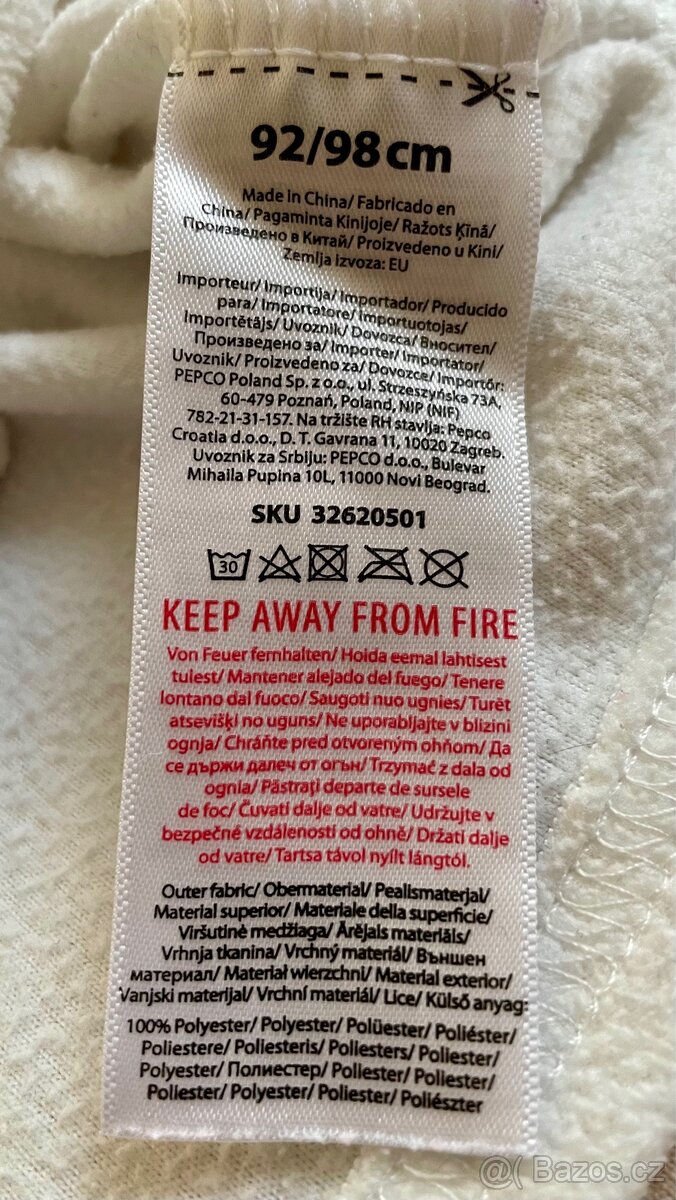 92/98 cm
Made in China/ Fabricado en
China/ Pagaminta Kinijoje/ Ražots Ķīnā/
Произведено в Китай/ Proizvedeno u Kini/
Zemlja izvoza: EU
Importeur/ Importija/ Importador/ Producido
para/ Importatore/ Importuotojas/
Importētājs/ Uvoznik/ Dovozca/ Вносител/
Произведено за/ Importer/ Importator/
Uvoznik/ Proizvedeno za/ Dovozce/ Importőr:
PEPCO Poland Sp. z o.o., ul. Strzeszyńska 73A,
60-479 Poznań, Poland, NIP (NIF)
782-21-31-157. Na tržište RH stavlja: Pepco
Croatia d.o.o., D. T. Gavrana 11, 10020 Zagreb.
Uvoznik za Srbiju: PEPCO d.o.o., Bulevar
Mihaila Pupina 10L, 11000 Novi Beograd.
SKU 32620501
30
KEEP AWAY FROM FIRE
Von Feuer fernhalten/ Hoida eemal lahtisest
tulest/ Mantener alejado del fuego/ Tenere
lontano dal fuoco/ Saugoti nuo ugnies/ Turēt
atsevišķi no uguns/ Ne uporabljajte v bližini
ognja/ Chráňte pred otvoreným ohňom/ Да
се държи далеч от огън/ Trzymać z dala od
ognia/ Păstrați departe de sursele
de foc/ Čuvati dalje od vatre/ Udržujte v
bezpečné vzdálenosti od ohně/ Držati dalje
od vatre/ Tartsa távol nyílt lángtól.
Outer fabric/ Obermaterial/ Pealismaterjal/
Material superior/ Materiale della superficie/
Viršutinė medžiaga/ Ārējais materiāls/
Vrhnja tkanina/ Vrchný materiál/ Външен
материал/ Materiał wierzchni/ Material exterior/
Vanjski materijal/ Vrchní materiál/ Lice/ Külső anyag:
100% Polyester/ Polyester/ Polüester/ Poliéster/
Poliestere/ Poliesteris/ Poliesters/ Poliester/
Polyester/ Полиестер/ Poliester/ Poliester/
Poliester/ Polyester/ Poliester/ Poliészter
@( Bazos.cz